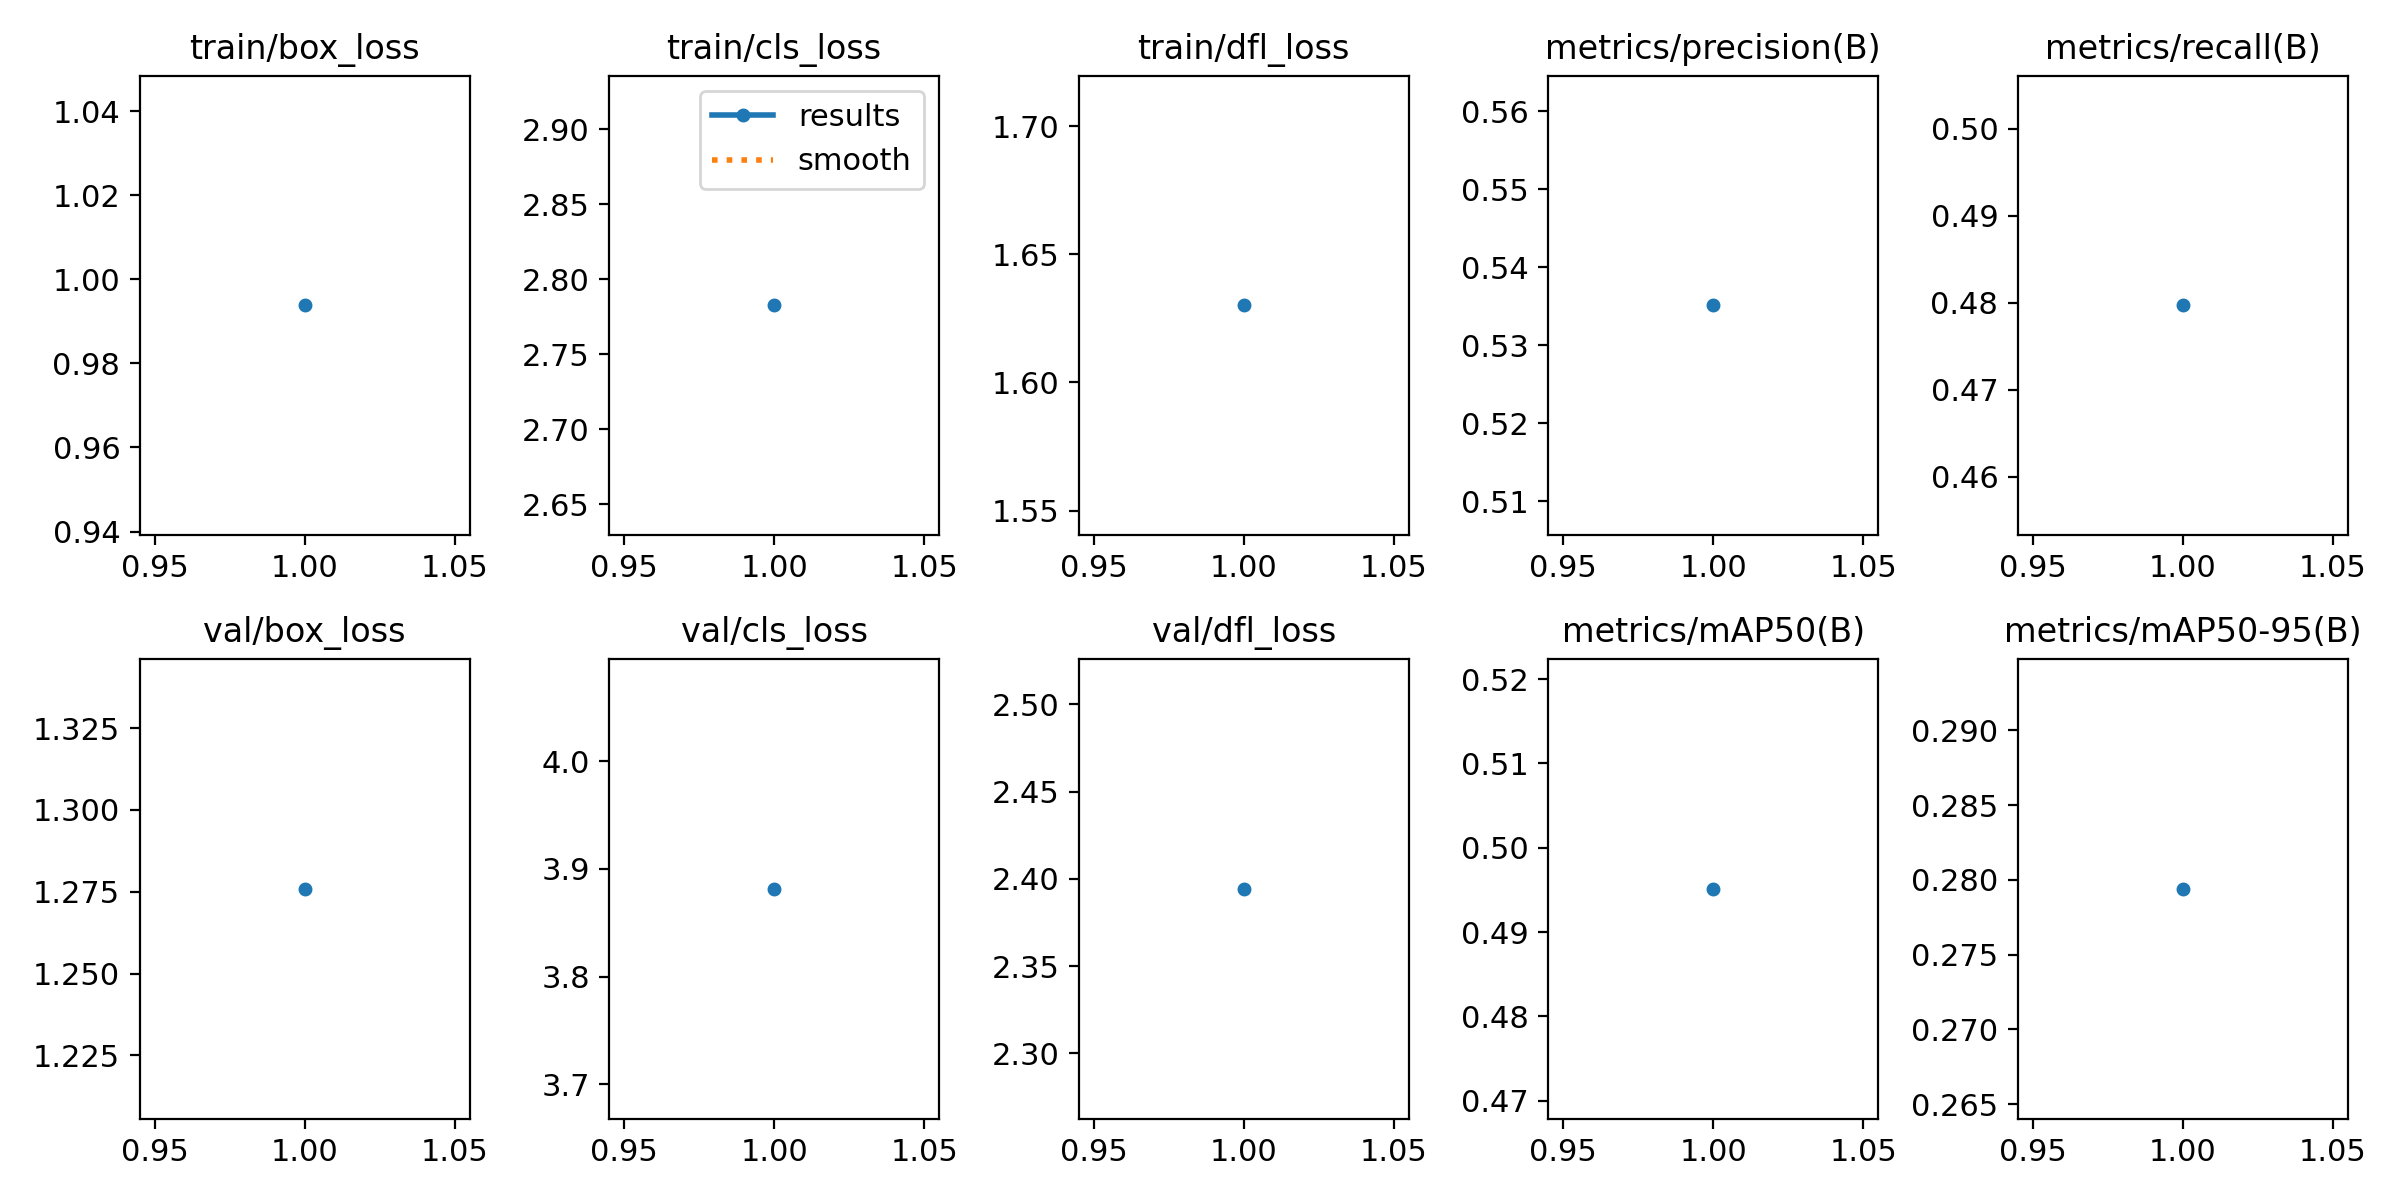 train/box_loss
1.04
1.02
1.00
0.98
0.96
0.94
0.95 1.00 1.05
train/cls_loss
results
smooth
2.90
2.85
2.80
2.75
2.70
2.65
0.95 1.00 1.05
train/dfl_loss
1.70
1.65
1.60
1.55
0.95 1.00 1.05
metrics/precision(B)
0.56
0.55
0.54
0.53
0.52
0.51
0.95 1.00 1.05
metrics/recall(B)
0.50
0.49
0.48
0.47
0.46
0.95 1.00 1.05
val/box_loss
1.325
1.300
1.275
1.250
1.225
0.95 1.00 1.05
val/cls_loss
4.0
3.9
3.8
3.7
0.95 1.00 1.05
val/dfl_loss
2.50
2.45
2.40
2.35
2.30
0.95 1.00 1.05
metrics/mAP50(B)
0.52
0.51
0.50
0.49
0.48
0.47
0.95 1.00 1.05
metrics/mAP50-95(B)
0.290
0.285
0.280
0.275
0.270
0.265
0.95 1.00 1.05